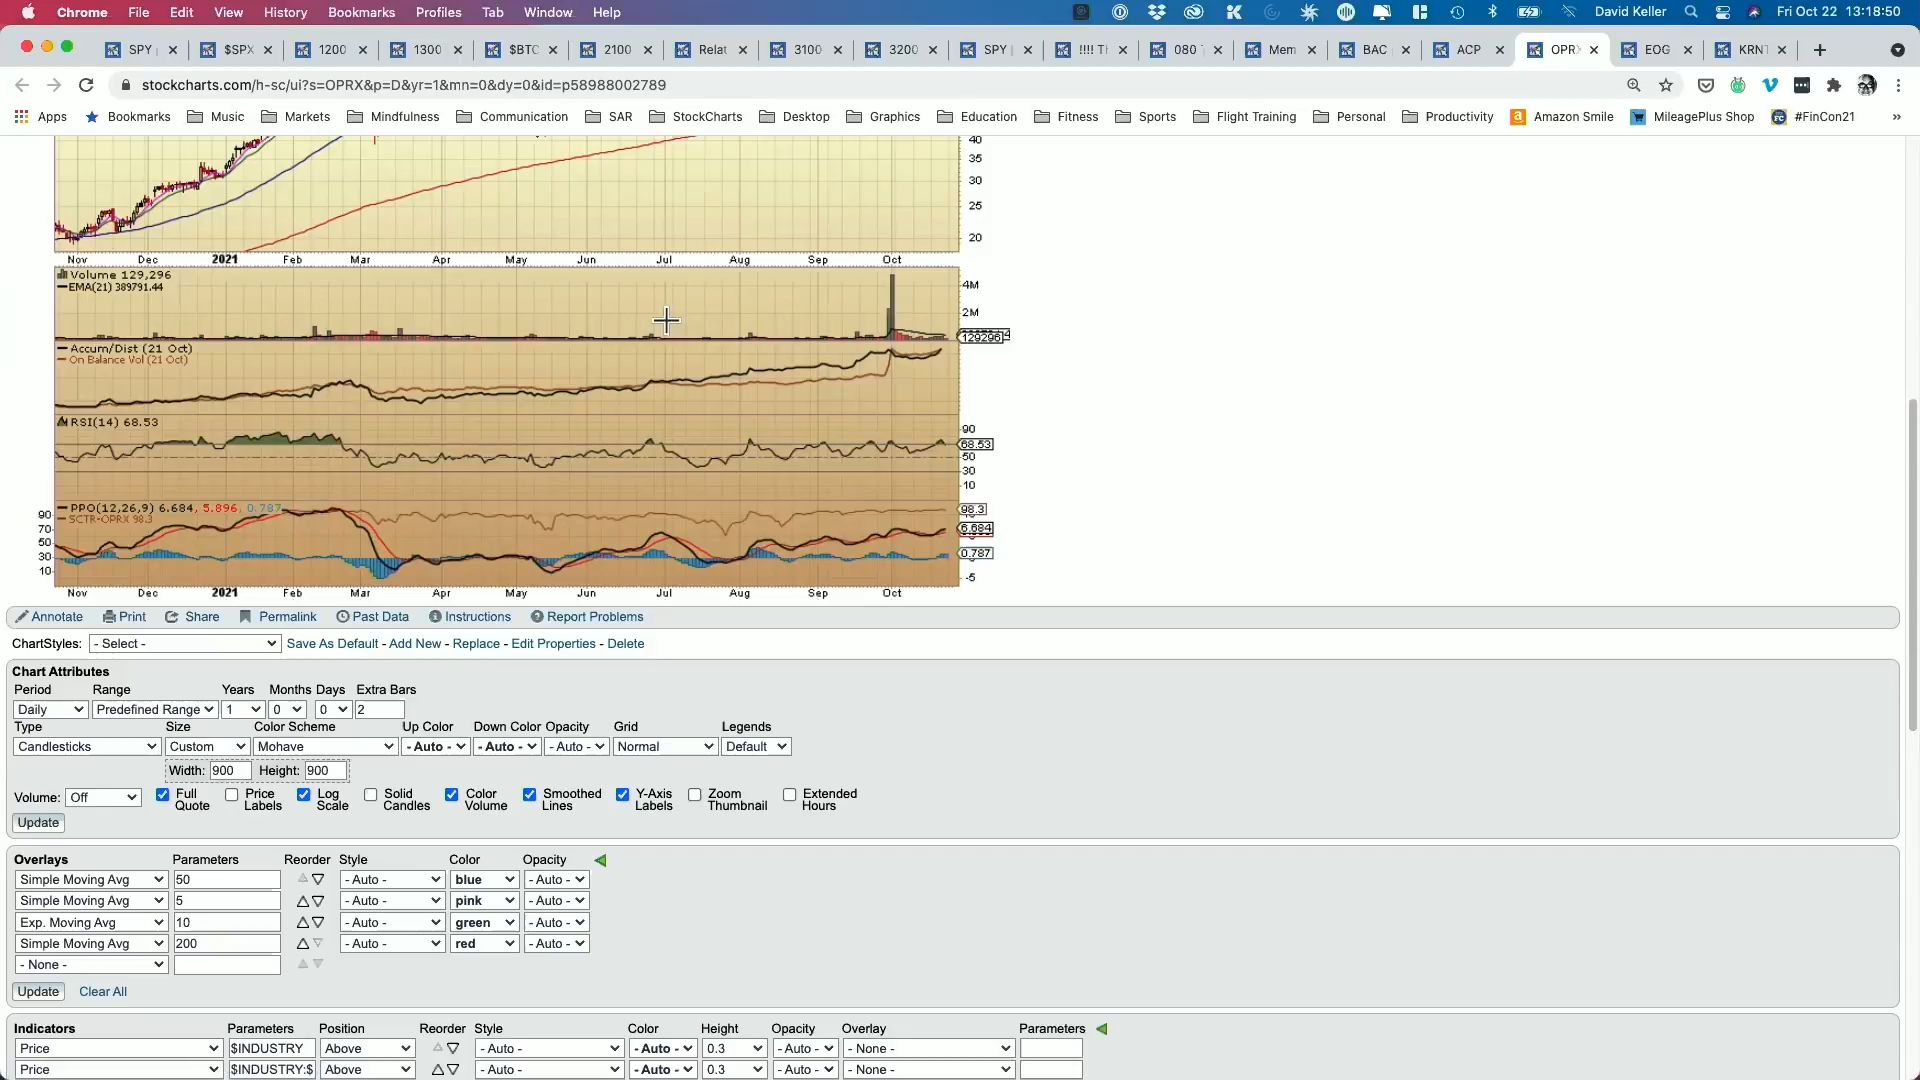 Chrome File Edit View History Bookmarks Profiles Tab Window Help David Keller Fri Oct 22 13:18:50
SPY $SPX 1200 1300 $BTC 2100 Relat 3100 3200 SPY | !!!! Tl 080 Mem BAC ACP OPR EOG KRNT
stockcharts.com/h-sc/ui?s=OPRX&p=D&yr=1&mn=0&dy=0&id=p58988002789
Apps Bookmarks Music Markets Mindfulness Communication SAR StockCharts Desktop Graphics Education Fitness Sports Flight Training Personal Productivity Amazon Smile MileagePlus Shop #FinCon21 »
40
35
30
25
20
Nov Dec 2021 Feb Mar Apr May Jun Jul Aug Sep Oct
Volume 129,296
EMA(21) 389791.44
4M
2M
129296
Accum/Dist (21 Oct)
On Balance Vol (21 Oct)
RSI(14) 68.53
90
68.53
50
30
10
PPO(12,26,9) 6.684, 5.896, 0.787
SCTR-OPRX 98.3
90
70
50
30
10
98.3
6.684
0.787
-5
Nov Dec 2021 Feb Mar Apr May Jun Jul Aug Sep Oct
Annotate Print Share Permalink Past Data Instructions Report Problems
ChartStyles: - Select - Save As Default - Add New - Replace - Edit Properties - Delete
Chart Attributes
Period Range Years Months Days Extra Bars
Daily Predefined Range 1 0 0 2
Type Size Color Scheme Up Color Down Color Opacity Grid Legends
Candlesticks Custom Mohave - Auto - - Auto - - Auto - Normal Default
Width: 900 Height: 900
Volume: Off Full Quote Price Labels Log Scale Solid Candles Color Volume Smoothed Lines Y-Axis Labels Zoom Thumbnail Extended Hours
Update
Overlays Parameters Reorder Style Color Opacity
Simple Moving Avg 50 - Auto - blue - Auto -
Simple Moving Avg 5 - Auto - pink - Auto -
Exp. Moving Avg 10 - Auto - green - Auto -
Simple Moving Avg 200 - Auto - red - Auto -
- None -
Update Clear All
Indicators Parameters Position Reorder Style Color Height Opacity Overlay Parameters
Price $INDUSTRY Above - Auto - - Auto - 0.3 - Auto - - None -
Price $INDUSTRY:$ Above - Auto - - Auto - 0.3 - Auto - - None -